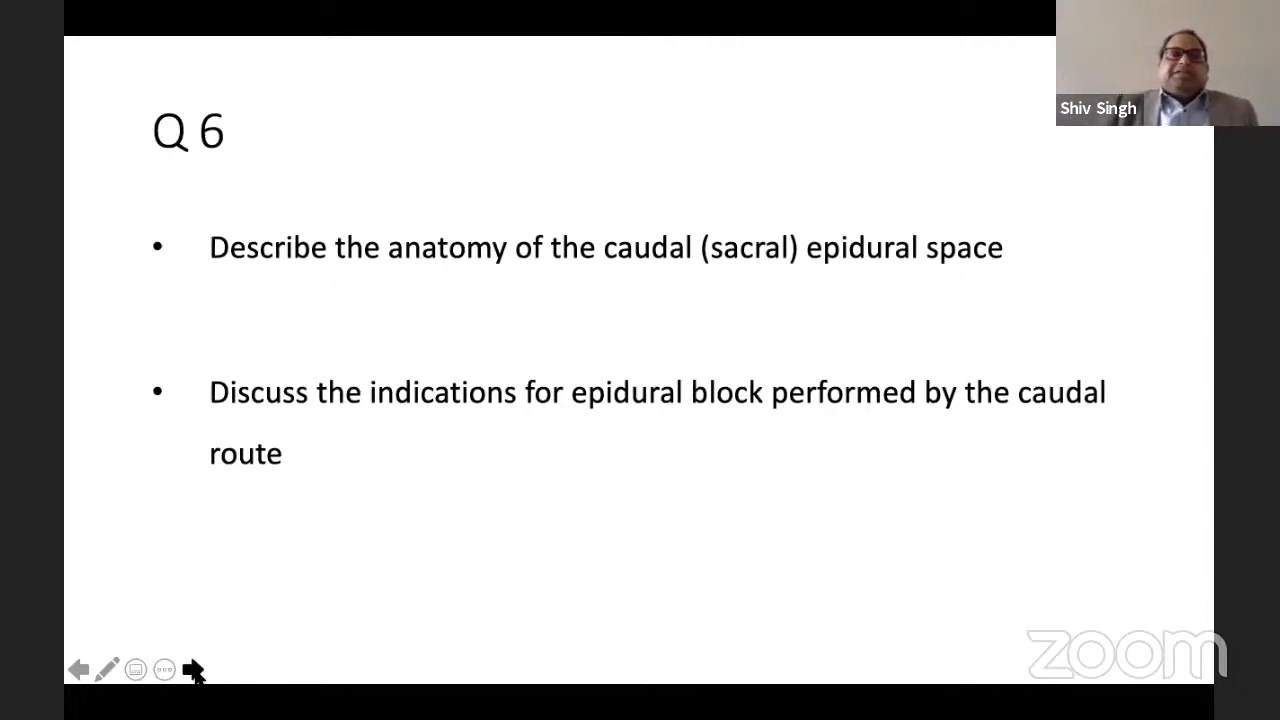 Shiv Singh
Q 6
• Describe the anatomy of the caudal (sacral) epidural space
• Discuss the indications for epidural block performed by the caudal
route
zoom